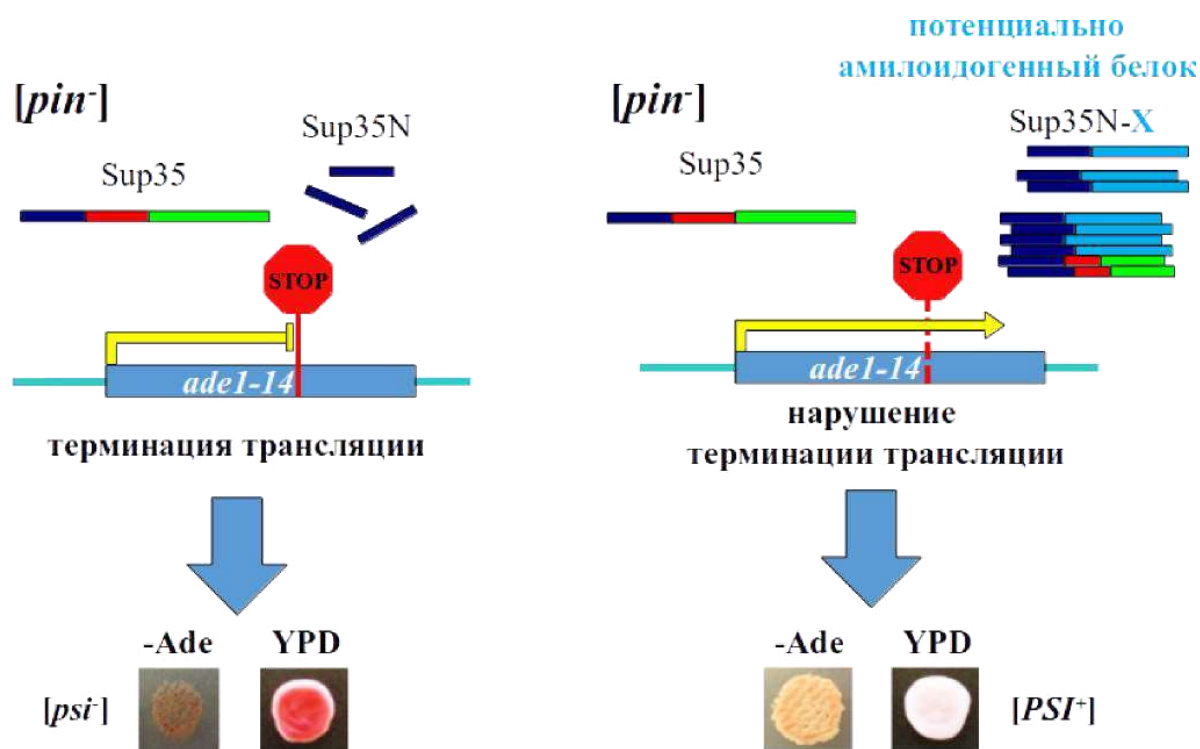 потенциально
амилоидогенный белок
[pin⁻]
Sup35N
Sup35
STOP
ade1-14
терминация трансляции
-Ade YPD
[psi⁻]
[pin⁻]
Sup35N-X
Sup35
STOP
ade1-14
нарушение
терминации трансляции
-Ade YPD
[PSI⁺]